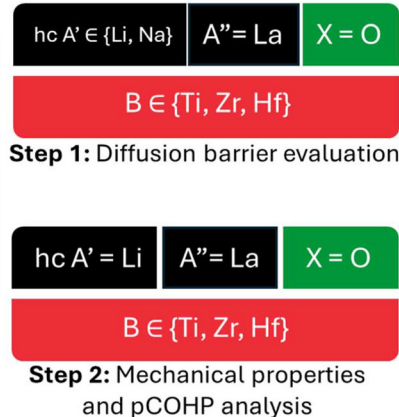 hc A' ∈ {Li, Na} A”= La X = O
B ∈ {Ti, Zr, Hf}
Step 1: Diffusion barrier evaluation
hc A' = Li A”= La X = O
B ∈ {Ti, Zr, Hf}
Step 2: Mechanical properties
and pCOHP analysis